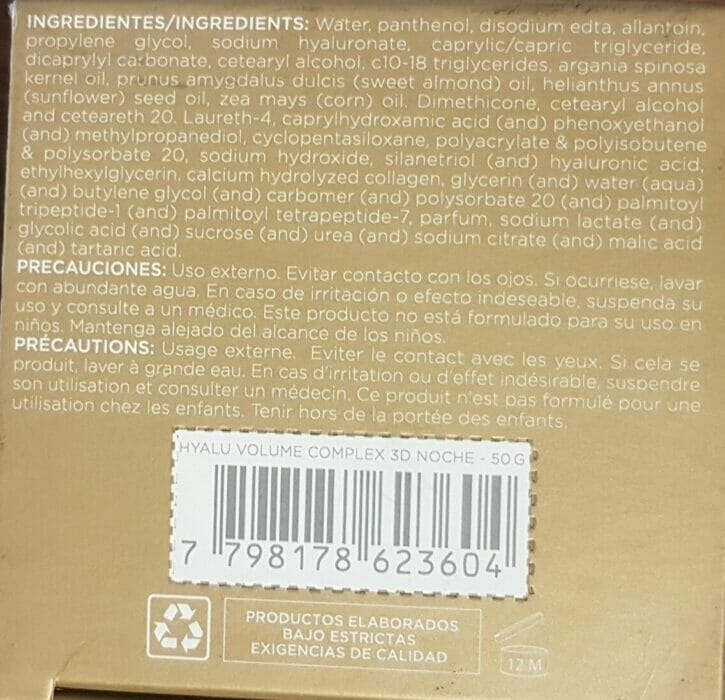 INGREDIENTES/INGREDIENTS: Water, panthenol, disodium edta, allantoin,
propylene glycol, sodium hyaluronate, caprylic/capric triglyceride,
dicaprylyl carbonate, cetearyl alcohol, c10-18 triglycerides, argania spinosa
kernel oil, prunus amygdalus dulcis (sweet almond) oil, helianthus annus
(sunflower) seed oil, zea mays (corn) oil. Dimethicone, cetearyl alcohol
and ceteareth 20. Laureth-4, caprylhydroxamic acid (and) phenoxyethanol
(and) methylpropanediol, cyclopentasiloxane, polyacrylate & polyisobutene
& polysorbate 20, sodium hydroxide, silanetriol (and) hyaluronic acid,
ethylhexylglycerin, calcium hydrolyzed collagen, glycerin (and) water (aqua)
(and) butylene glycol (and) carbomer (and) polysorbate 20 (and) palmitoyl
tripeptide-1 (and) palmitoyl tetrapeptide-7, parfum, sodium lactate (and)
glycolic acid (and) sucrose (and) urea (and) sodium citrate (and) malic acid
(and) tartaric acid.
PRECAUCIONES: Uso externo. Evitar contacto con los ojos. Si ocurriese, lavar
con abundante agua. En caso de irritación o efecto indeseable, suspenda su
uso y consulte a un médico. Este producto no está formulado para su uso en
niños. Mantenga alejado del alcance de los niños.
PRÉCAUTIONS: Usage externe. Eviter le contact avec les yeux. Si cela se
produit, laver à grande eau. En cas d'irritation ou d'effet indésirable, suspendre
son utilisation et consulter un médecin. Ce produit n'est pas formulé pour une
utilisation chez les enfants. Tenir hors de la portée des enfants.
HYALU VOLUME COMPLEX 3D NOCHE - 50 G
7 798178 623604
PRODUCTOS ELABORADOS
BAJO ESTRICTAS
EXIGENCIAS DE CALIDAD
12 M